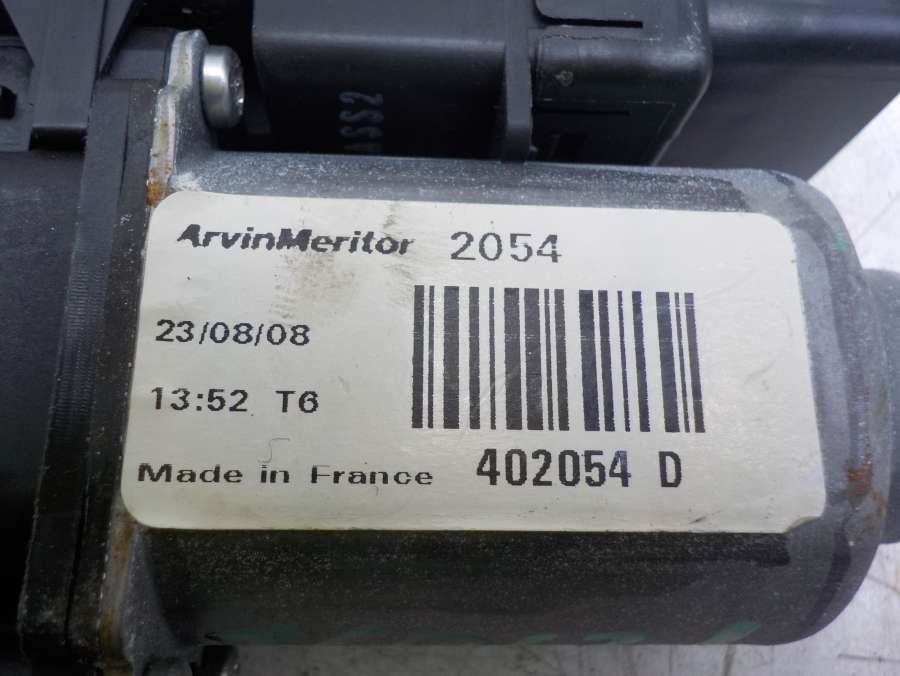 ArvinMeritor 2054
23/08/08
13:52 T6
Made in France 402054 D